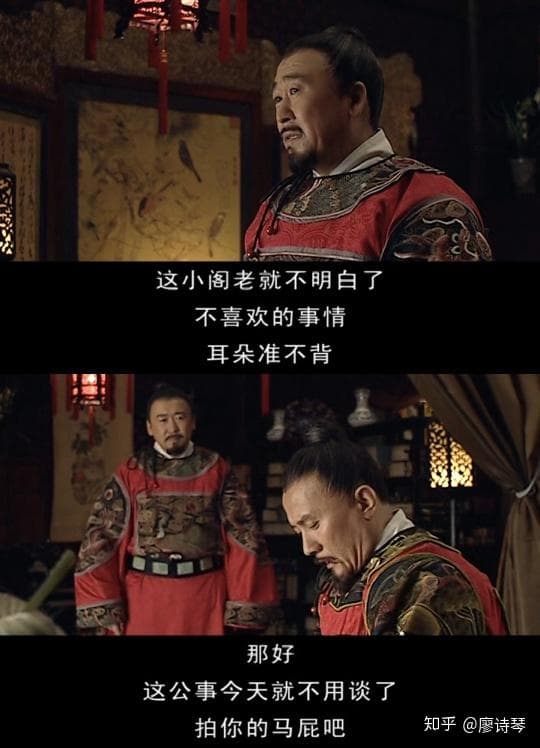 这小阁老就不明白了
不喜欢的事情
耳朵准不背
那好
这公事今天就不用谈了
拍你的马屁吧
知乎 @廖诗琴